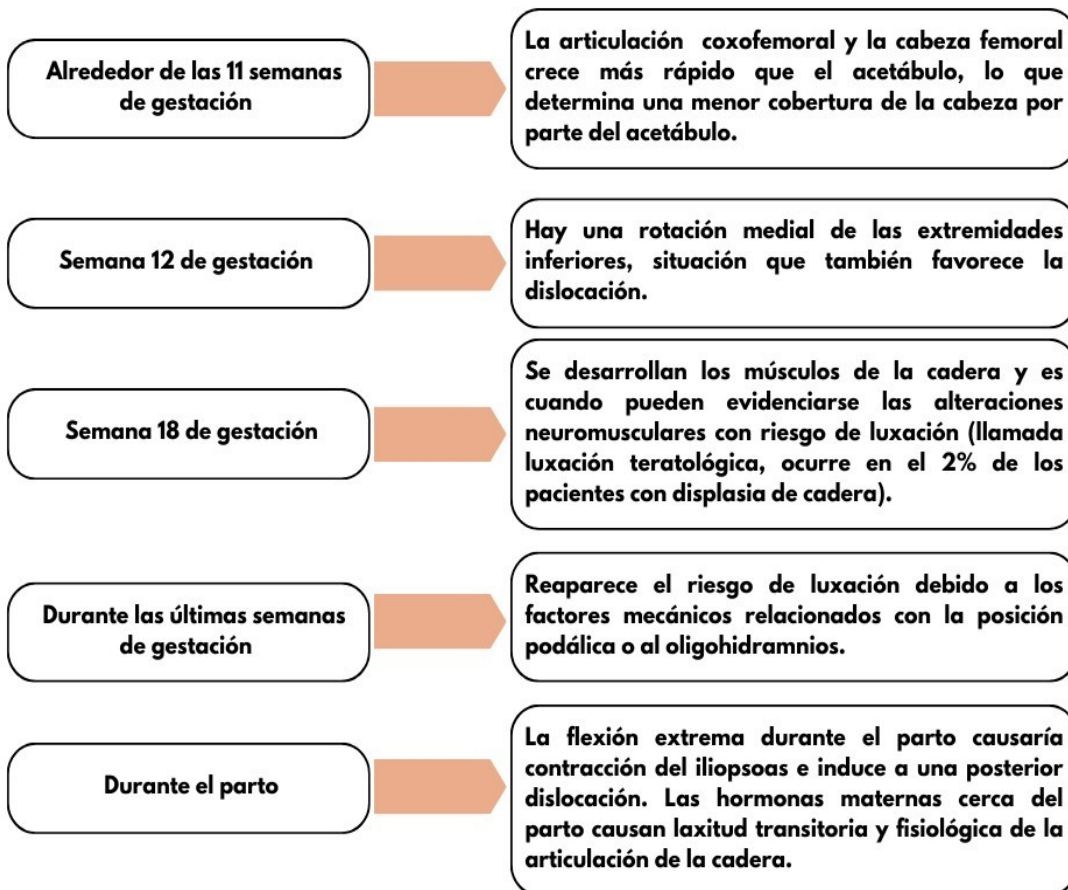 Alrededor de las 11 semanas
de gestación
La articulación coxofemoral y la cabeza femoral
crece más rápido que el acetábulo, lo que
determina una menor cobertura de la cabeza por
parte del acetábulo.
Semana 12 de gestación
Hay una rotación medial de las extremidades
inferiores, situación que también favorece la
dislocación.
Semana 18 de gestación
Se desarrollan los músculos de la cadera y es
cuando pueden evidenciarse las alteraciones
neuromusculares con riesgo de luxación (llamada
luxación teratológica, ocurre en el 2% de los
pacientes con displasia de cadera).
Durante las últimas semanas
de gestación
Reaparece el riesgo de luxación debido a los
factores mecánicos relacionados con la posición
podálica o al oligohidramnios.
Durante el parto
La flexión extrema durante el parto causaría
contracción del iliopsoas e induce a una posterior
dislocación. Las hormonas maternas cerca del
parto causan laxitud transitoria y fisiológica de la
articulación de la cadera.